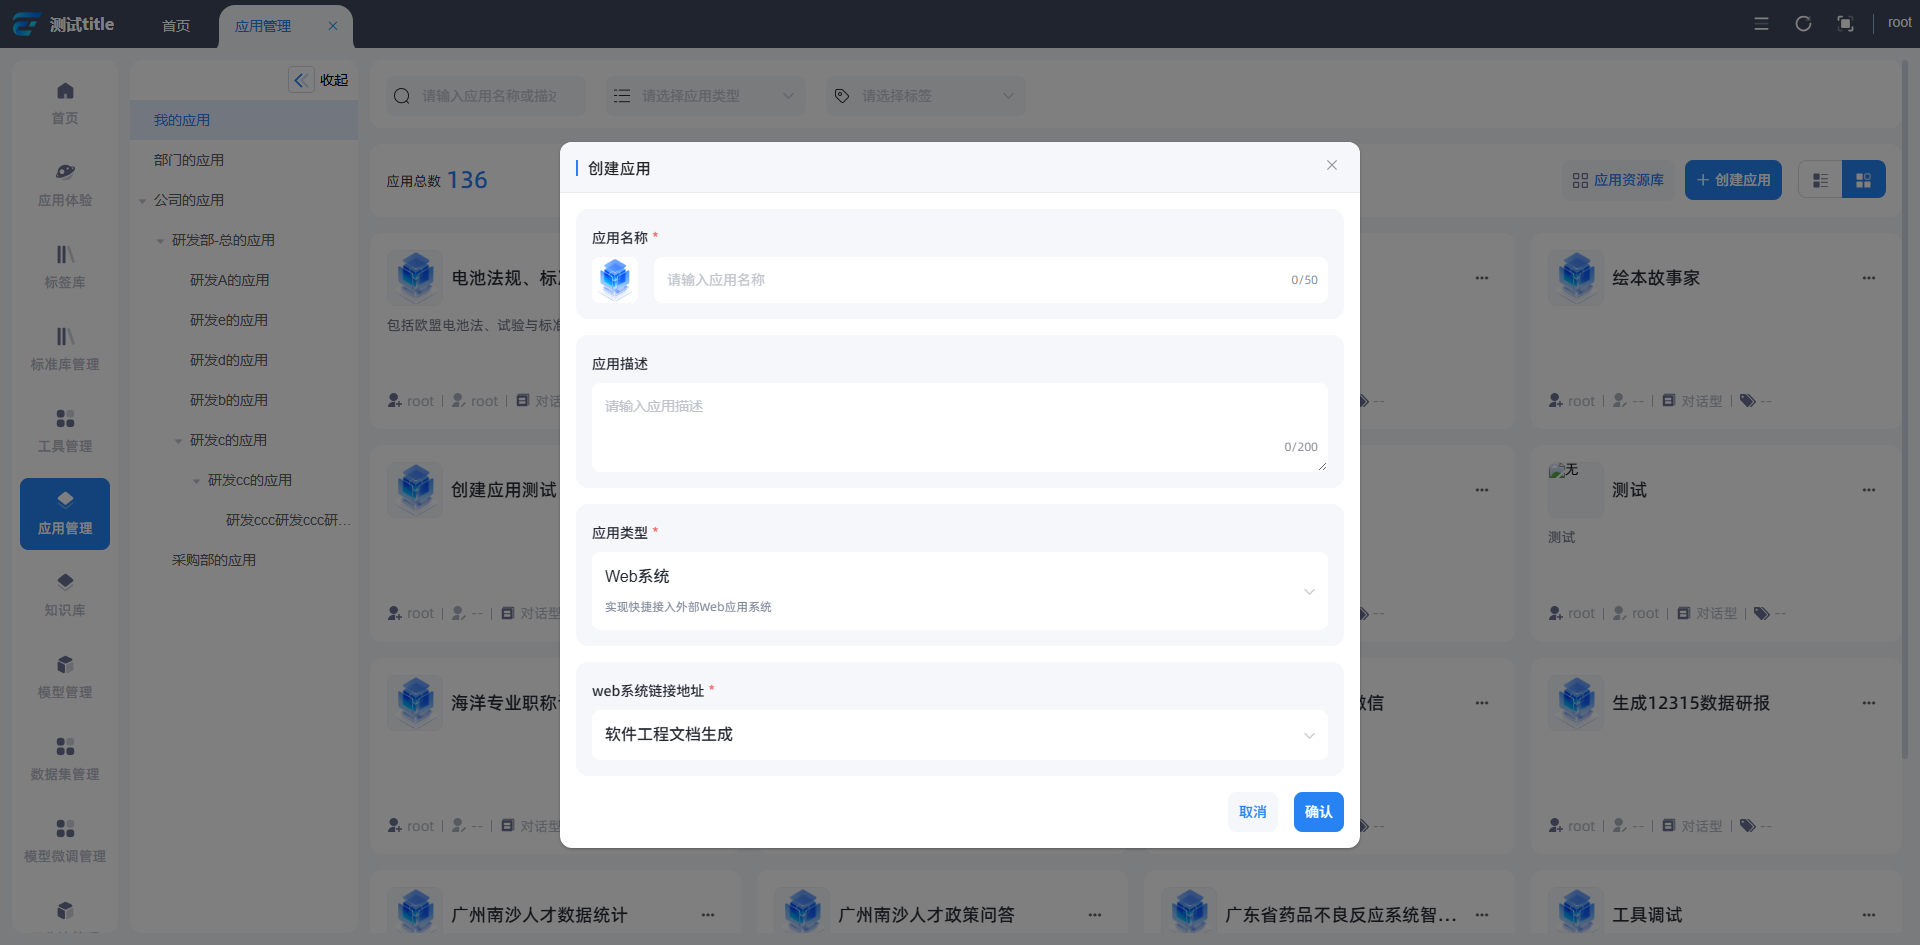 测试title
首页
应用管理
root
首页
应用体验
标签库
标准库管理
工具管理
应用管理
知识库
模型管理
数据集管理
模型微调管理
收起
我的应用
部门的应用
公司的应用
研发部-总的应用
研发A的应用
研发e的应用
研发d的应用
研发b的应用
研发c的应用
研发cc的应用
研发ccc研发ccc研...
采购部的应用
请输入应用名称或描述
请选择应用类型
请选择标签
应用总数 136
应用资源库
创建应用
电池法规、标
包括欧盟电池法、试验与标准
root | root | 对话
--
绘本故事家
root | -- | 对话型 | --
创建应用测试
root | -- | 对话型
--
无
测试
测试
root | root | 对话型 | --
海洋专业职称
root | -- | 对话型
信
--
生成12315数据研报
root | -- | 对话型 | --
广州南沙人才数据统计
广州南沙人才政策问答
广东省药品不良反应系统智...
工具调试
创建应用
应用名称 *
请输入应用名称
0/50
应用描述
请输入应用描述
0/200
应用类型 *
Web系统
实现快捷接入外部Web应用系统
web系统链接地址 *
软件工程文档生成
取消
确认